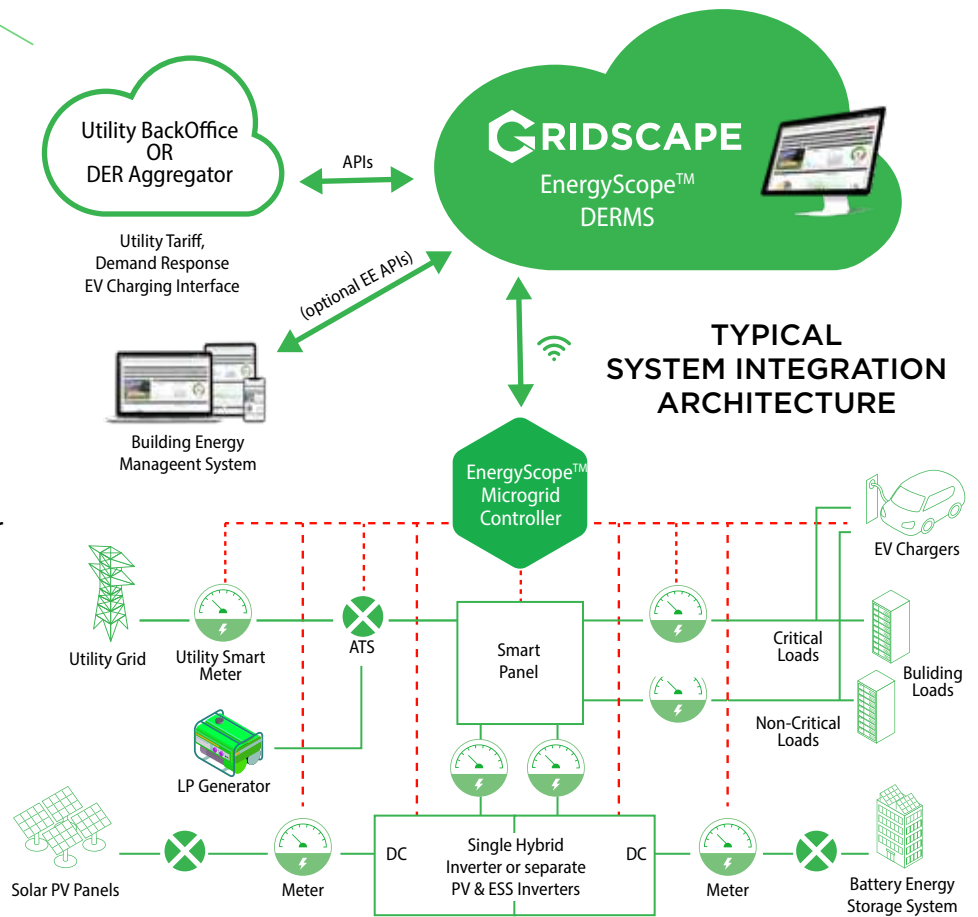 Utility BackOffice
OR
DER Aggregator
APIs
GRIDSCAPE
EnergyScope™
DERMS
Utility Tariff,
Demand Response
EV Charging Interface
(optional EE APIs)
TYPICAL
SYSTEM INTEGRATION
ARCHITECTURE
Building Energy
Manageent System
EnergyScope™
Microgrid
Controller
EV Chargers
Utility Grid
Utility Smart
Meter
ATS
Smart
Panel
Critical
Loads
Buliding
Loads
Non-Critical
Loads
LP Generator
Solar PV Panels
Meter
DC
Single Hybrid
Inverter or separate
PV & ESS Inverters
DC
Meter
Battery Energy
Storage System